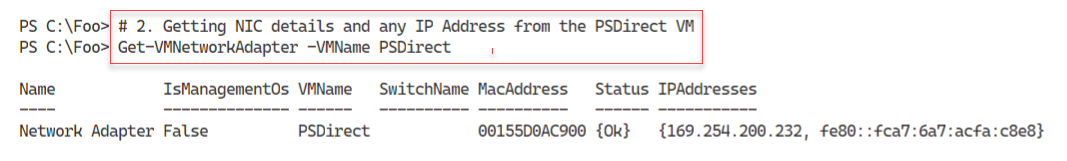 PS C:\Foo> # 2. Getting NIC details and any IP Address from the PSDirect VM
PS C:\Foo> Get-VMNetworkAdapter -VMName PSDirect
Name IsManagementOs VMName SwitchName MacAddress Status IPAddresses
---- -------------- ------ ---------- ---------- ------ -----------
Network Adapter False PSDirect 00155D0AC900 {Ok} {169.254.200.232, fe80::fca7:6a7:acfa:c8e8}